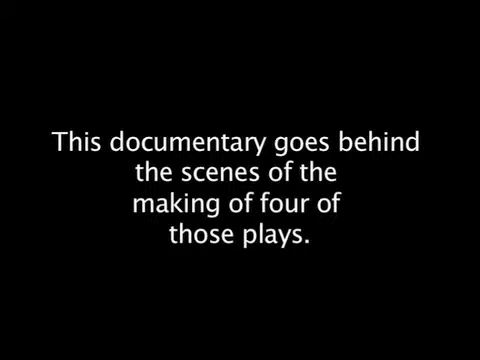 This documentary goes behind
the scenes of the
making of four of
those plays.